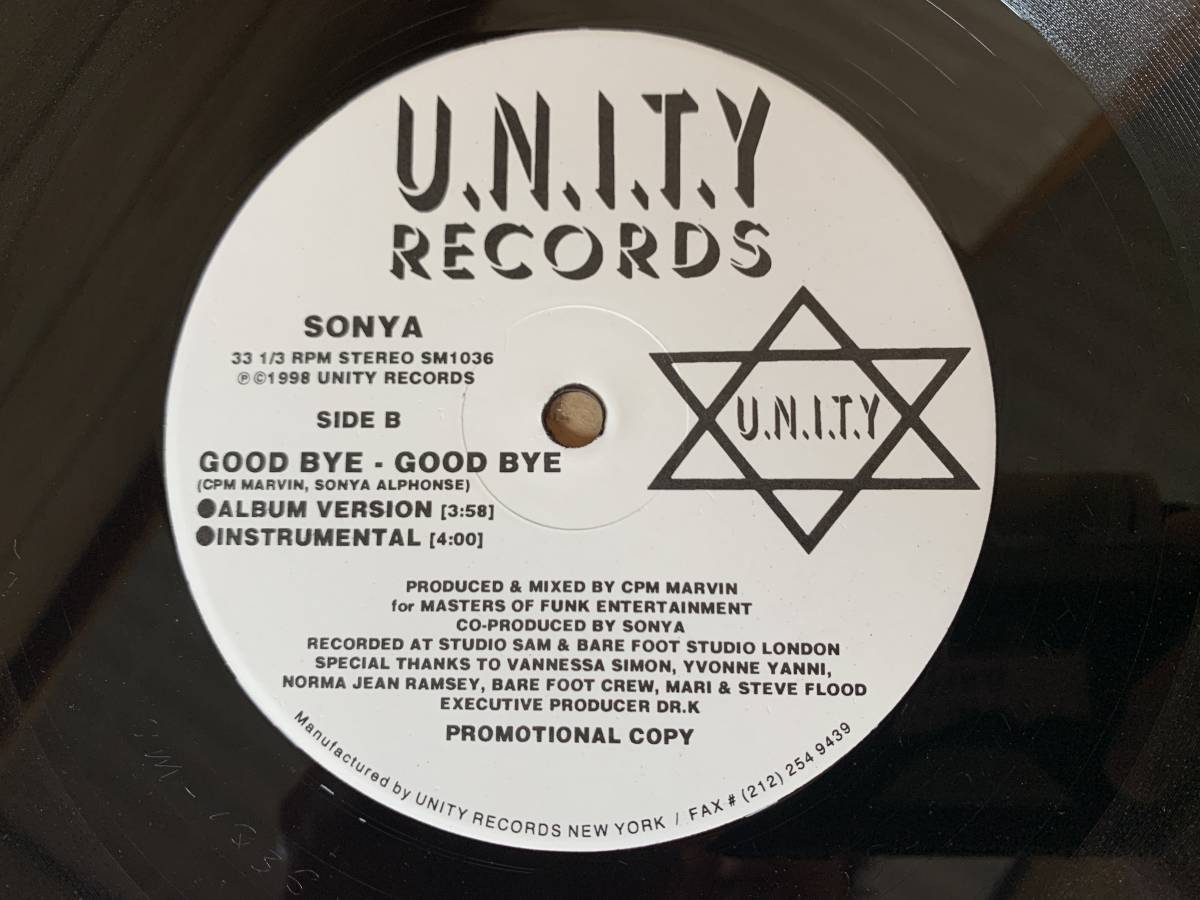 U.N.I.T.Y
RECORDS
SONYA
33 1/3 RPM STEREO SM1036
℗©1998 UNITY RECORDS
SIDE B
U.N.I.T.Y
GOOD BYE - GOOD BYE
(CPM MARVIN, SONYA ALPHONSE)
●ALBUM VERSION [3:58]
●INSTRUMENTAL [4:00]
PRODUCED & MIXED BY CPM MARVIN
for MASTERS OF FUNK ENTERTAINMENT
CO-PRODUCED BY SONYA
RECORDED AT STUDIO SAM & BARE FOOT STUDIO LONDON
SPECIAL THANKS TO VANNESSA SIMON, YVONNE YANNI,
NORMA JEAN RAMSEY, BARE FOOT CREW, MARI & STEVE FLOOD
EXECUTIVE PRODUCER DR.K
PROMOTIONAL COPY
Manufactured by UNITY RECORDS NEW YORK / FAX # (212) 254 9439